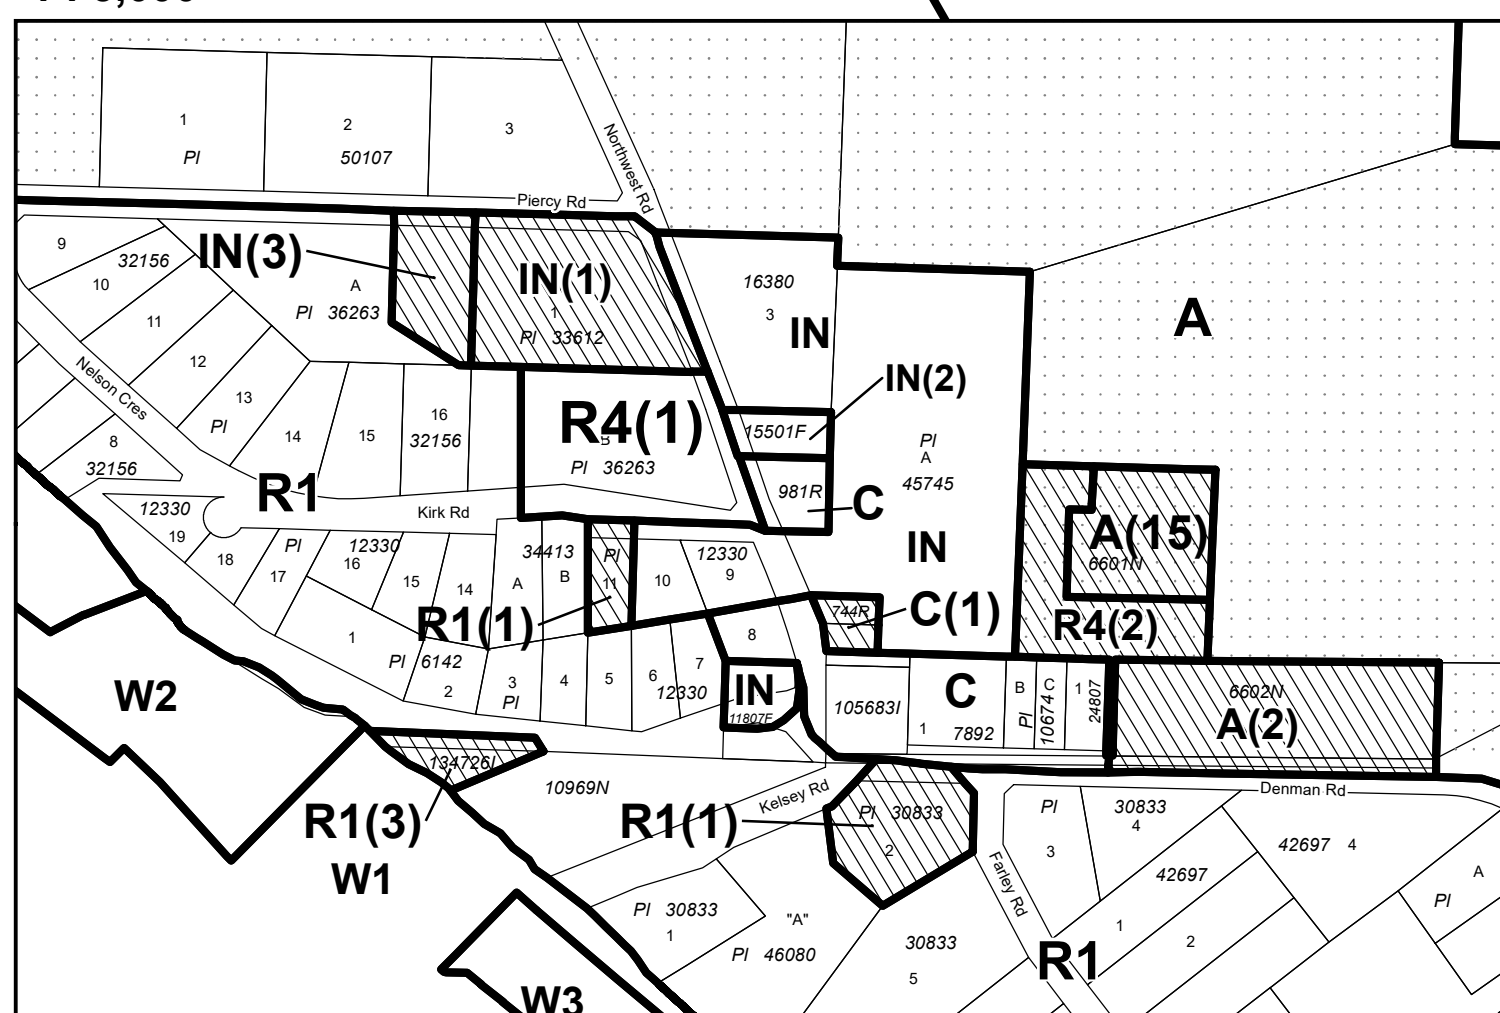 1
2
3
Pl
50107
Northwest Rd
Piercy Rd
9
32156
10
IN(3)
A
Pl 36263
IN(1)
1
Pl 33612
16380
3
IN
A
11
12
13
Pl
Nelson Cres
8
32156
14
15
16
32156
R1
R4(1)
B
Pl 36263
IN(2)
15501F
981R
C
Pl
A
45745
IN
A(15)
6601N
R4(2)
12330
19
18
17
Pl
Kirk Rd
12330
16
15
14
34413
A
B
Pl
11
R1(1)
10
12330
9
744R
C(1)
1
Pl 6142
2
3
Pl
4
5
6
12330
7
8
IN
11807F
105683I
C
1 7892
B
Pl
C
10674
1
24807
6602N
A(2)
W2
134726I
R1(3)
W1
10969N
R1(1)
Kelsey Rd
Pl 30833
2
Denman Rd
Pl
3
30833
4
42697 4
42697
1
2
A
Pl
Farley Rd
Pl 30833
1
"A"
Pl 46080
30833
5
R1
W3